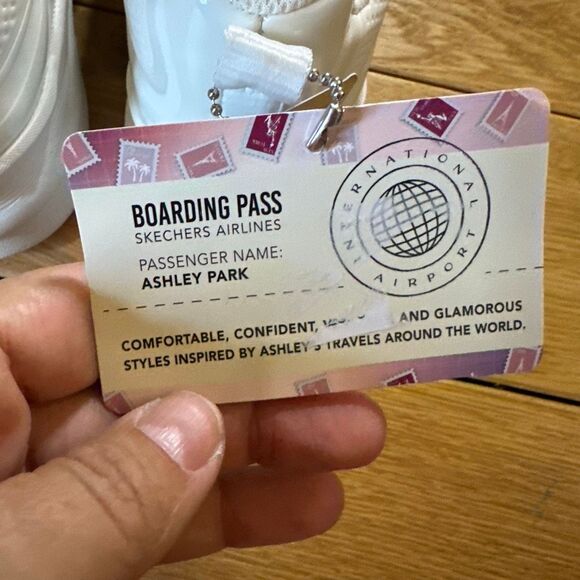 BOARDING PASS
SKECHERS AIRLINES
PASSENGER NAME:
ASHLEY PARK
INTERNATIONAL
AIRPORT
COMFORTABLE, CONFIDENT, AND GLAMOROUS
STYLES INSPIRED BY ASHLEY'S TRAVELS AROUND THE WORLD.